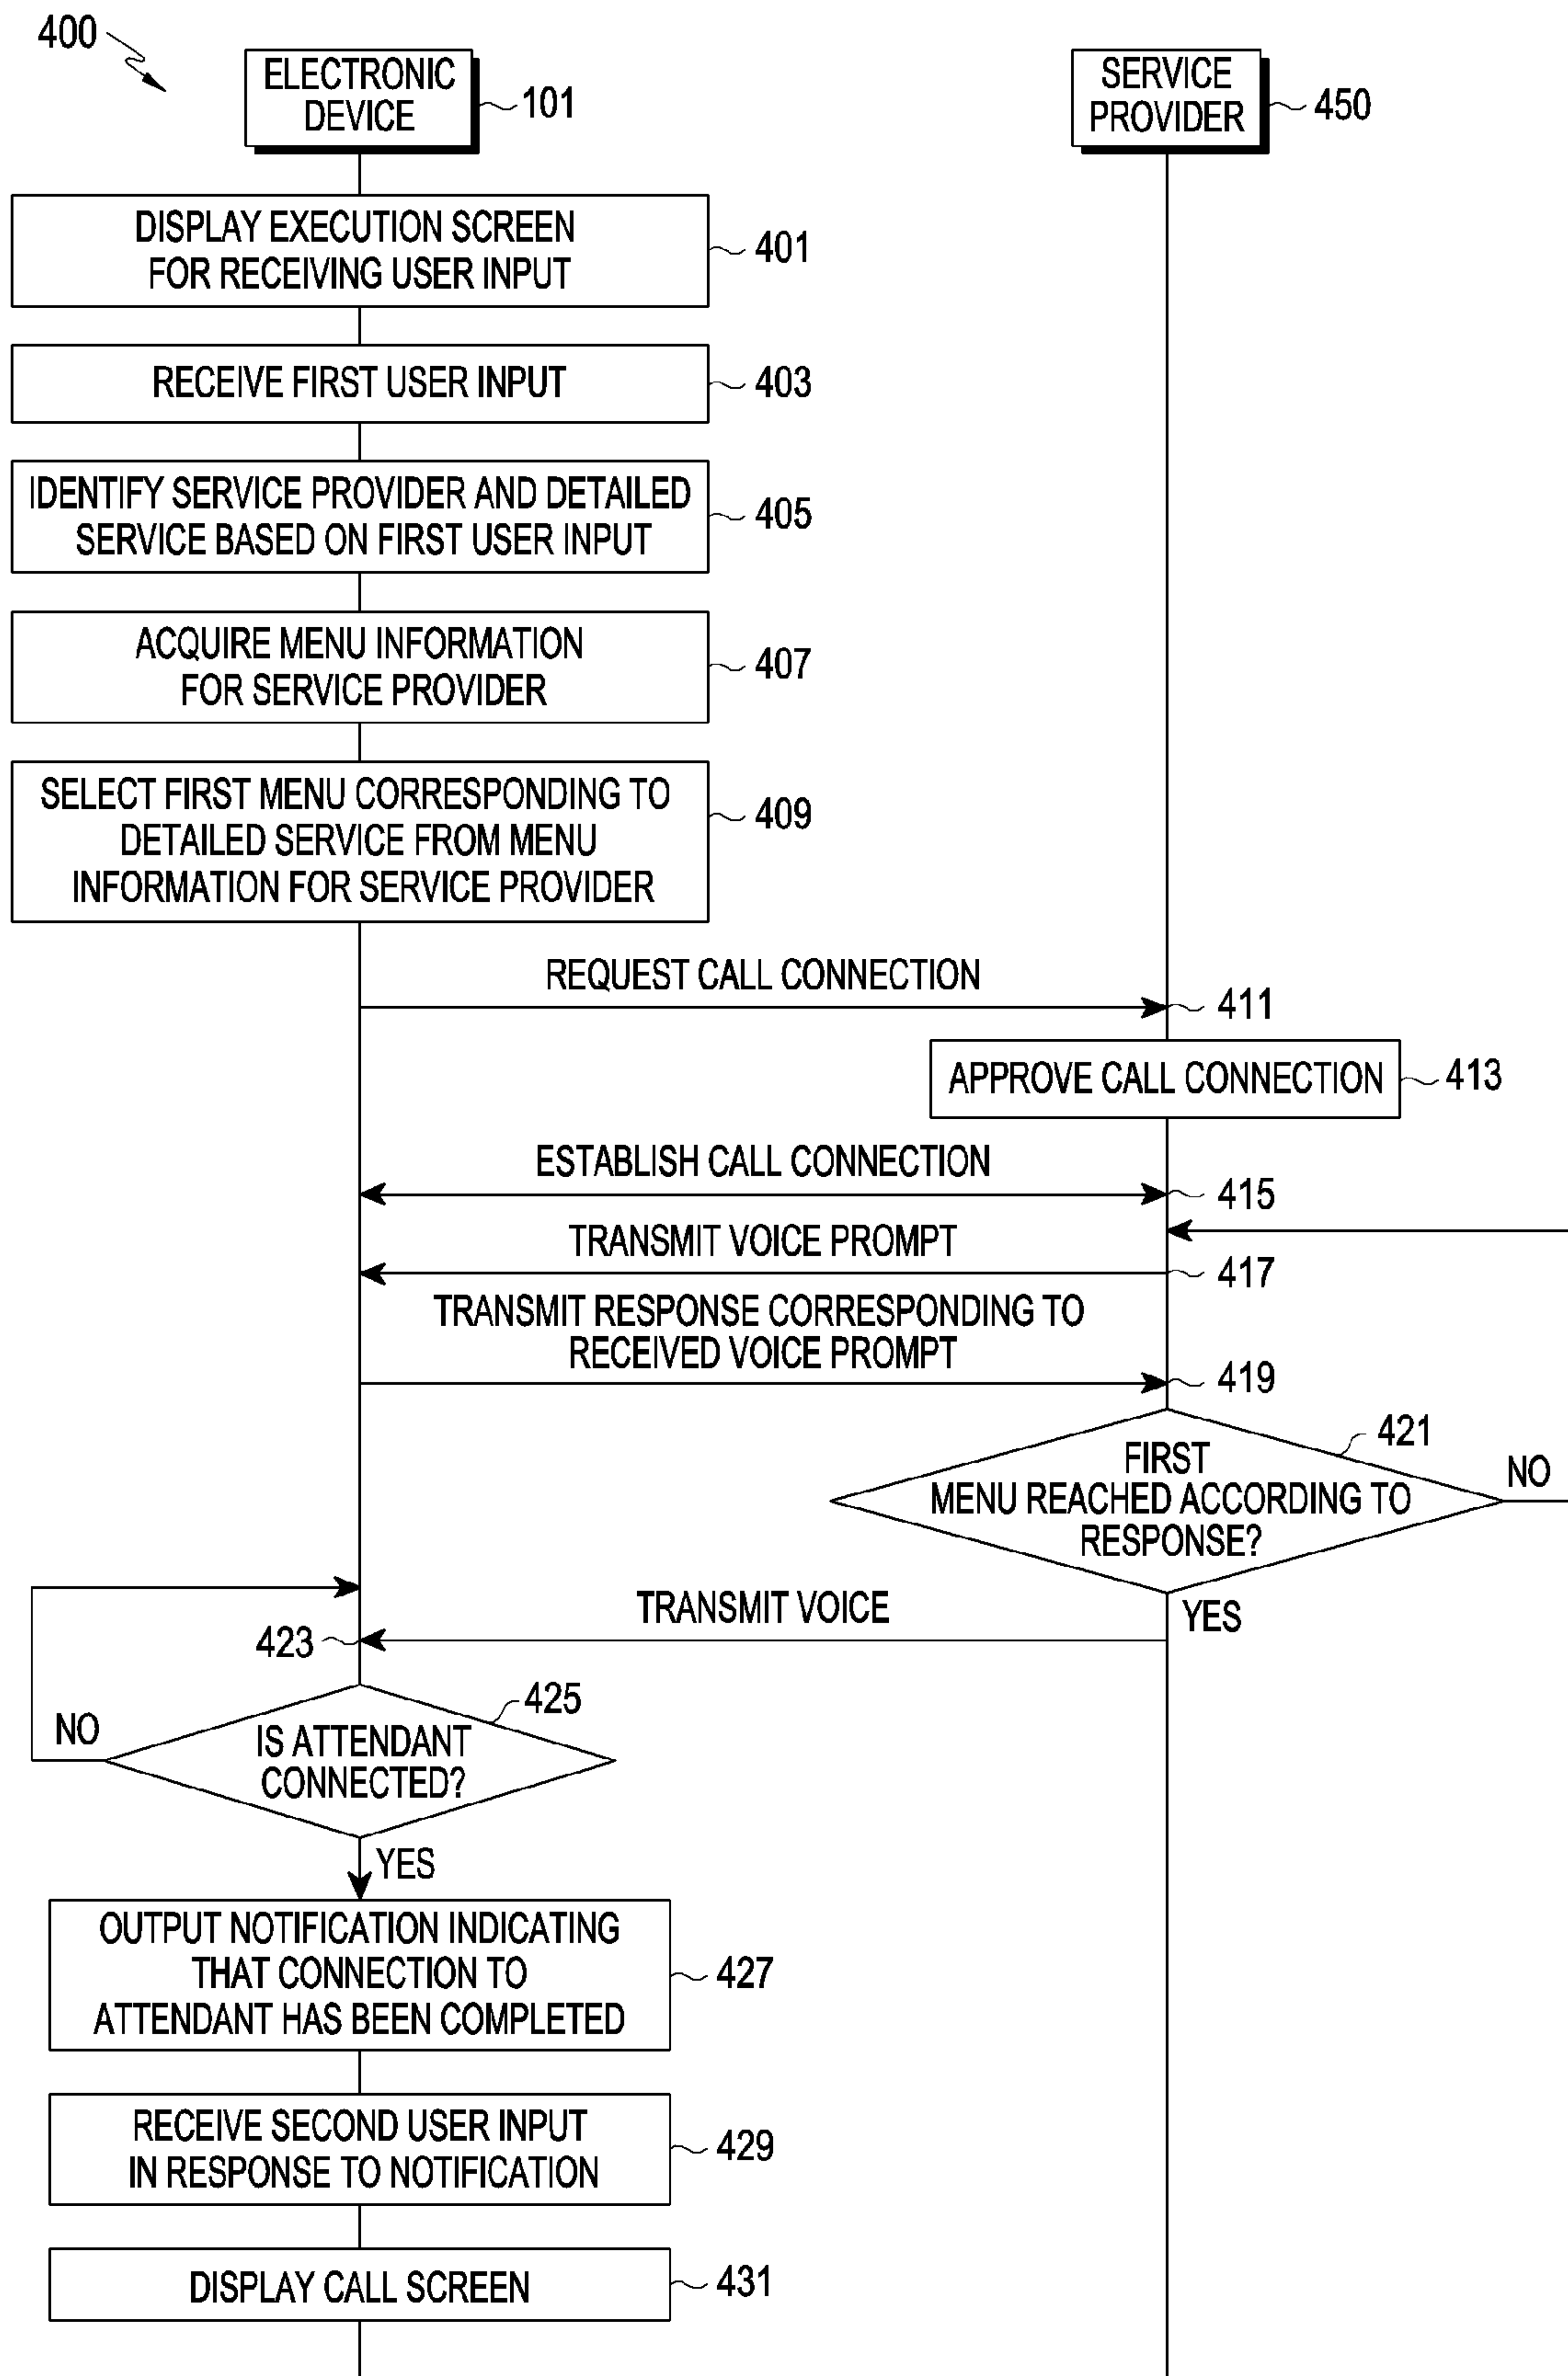 400
ELECTRONIC
DEVICE
101
SERVICE
PROVIDER
450
DISPLAY EXECUTION SCREEN
FOR RECEIVING USER INPUT
401
RECEIVE FIRST USER INPUT
403
IDENTIFY SERVICE PROVIDER AND DETAILED
SERVICE BASED ON FIRST USER INPUT
405
ACQUIRE MENU INFORMATION
FOR SERVICE PROVIDER
407
SELECT FIRST MENU CORRESPONDING TO
DETAILED SERVICE FROM MENU
INFORMATION FOR SERVICE PROVIDER
409
REQUEST CALL CONNECTION
411
APPROVE CALL CONNECTION
413
ESTABLISH CALL CONNECTION
415
TRANSMIT VOICE PROMPT
417
TRANSMIT RESPONSE CORRESPONDING TO
RECEIVED VOICE PROMPT
419
421
FIRST
MENU REACHED ACCORDING TO
RESPONSE?
NO
YES
TRANSMIT VOICE
423
425
IS ATTENDANT
CONNECTED?
NO
YES
OUTPUT NOTIFICATION INDICATING
THAT CONNECTION TO
ATTENDANT HAS BEEN COMPLETED
427
RECEIVE SECOND USER INPUT
IN RESPONSE TO NOTIFICATION
429
DISPLAY CALL SCREEN
431